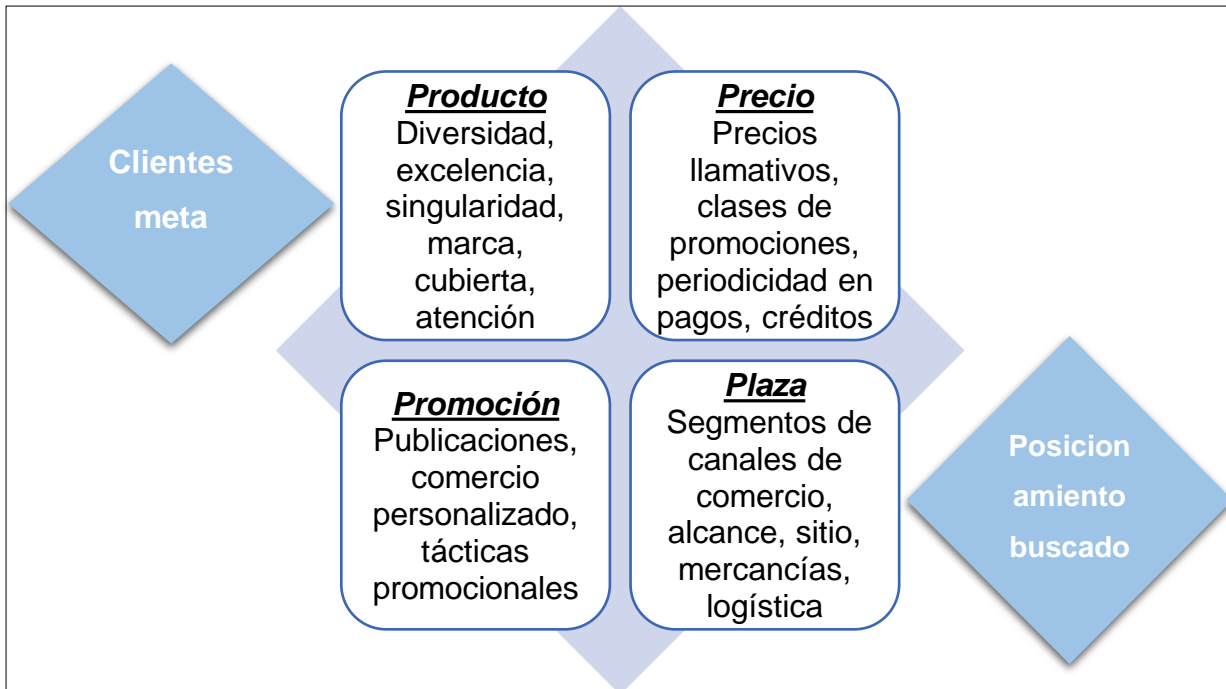 Clientes
meta
Producto
Diversidad,
excelencia,
singularidad,
marca,
cubierta,
atención
Precio
Precios
llamativos,
clases de
promociones,
periodicidad en
pagos, créditos
Promoción
Publicaciones,
comercio
personalizado,
tácticas
promocionales
Plaza
Segmentos de
canales de
comercio,
alcance, sitio,
mercancías,
logística
Posicion
amiento
buscado